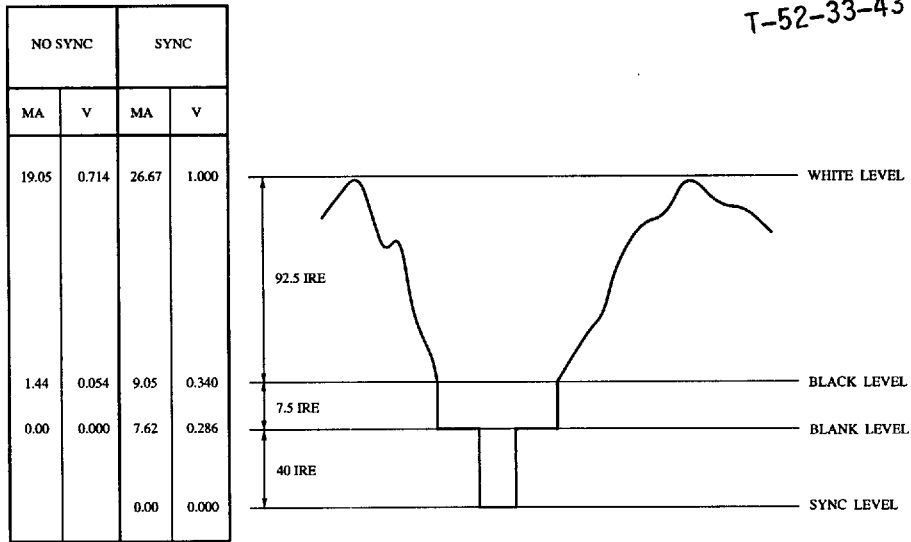 T-52-33-43
NO SYNC SYNC
MA V MA V
19.05 0.714 26.67 1.000 WHITE LEVEL
92.5 IRE
1.44 0.054 9.05 0.340 BLACK LEVEL
7.5 IRE
0.00 0.000 7.62 0.286 BLANK LEVEL
40 IRE
0.00 0.000 SYNC LEVEL